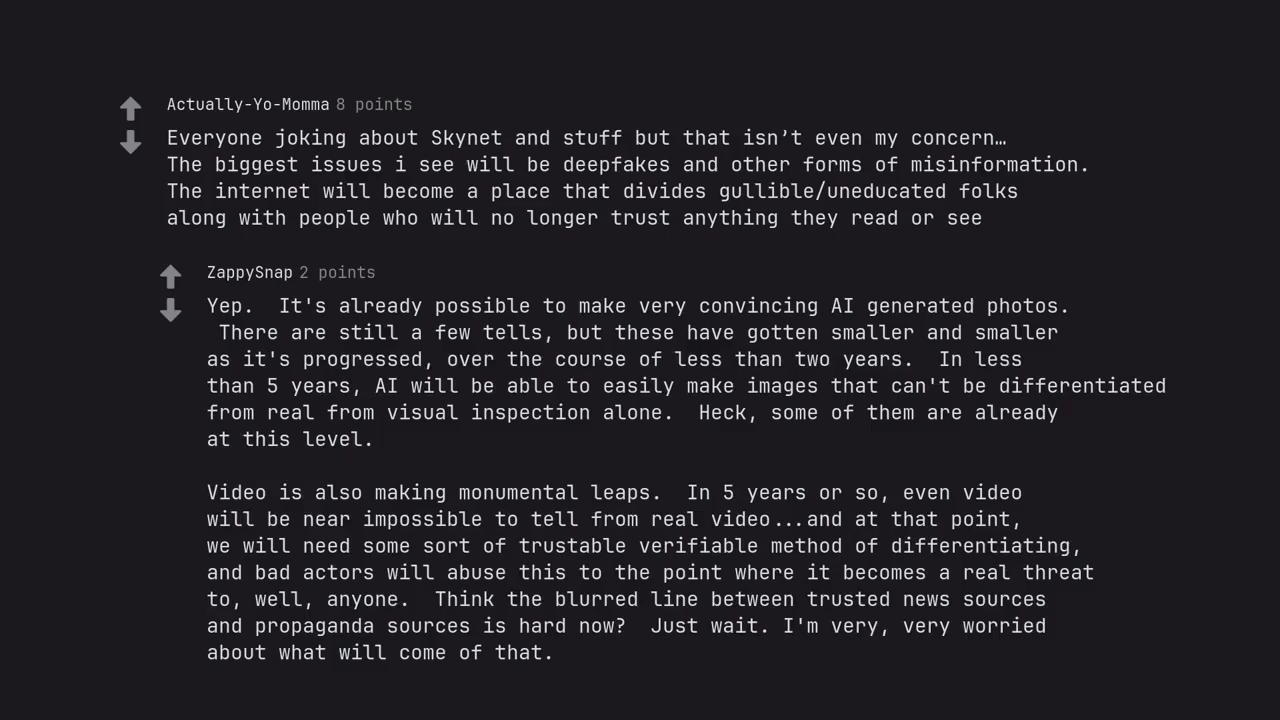 Actually-Yo-Momma 8 points
Everyone joking about Skynet and stuff but that isn’t even my concern…
The biggest issues i see will be deepfakes and other forms of misinformation.
The internet will become a place that divides gullible/uneducated folks
along with people who will no longer trust anything they read or see
ZappySnap 2 points
Yep.  It's already possible to make very convincing AI generated photos.
There are still a few tells, but these have gotten smaller and smaller
as it's progressed, over the course of less than two years.  In less
than 5 years, AI will be able to easily make images that can't be differentiated
from real from visual inspection alone.  Heck, some of them are already
at this level.
Video is also making monumental leaps.  In 5 years or so, even video
will be near impossible to tell from real video...and at that point,
we will need some sort of trustable verifiable method of differentiating,
and bad actors will abuse this to the point where it becomes a real threat
to, well, anyone.  Think the blurred line between trusted news sources
and propaganda sources is hard now?  Just wait. I'm very, very worried
about what will come of that.